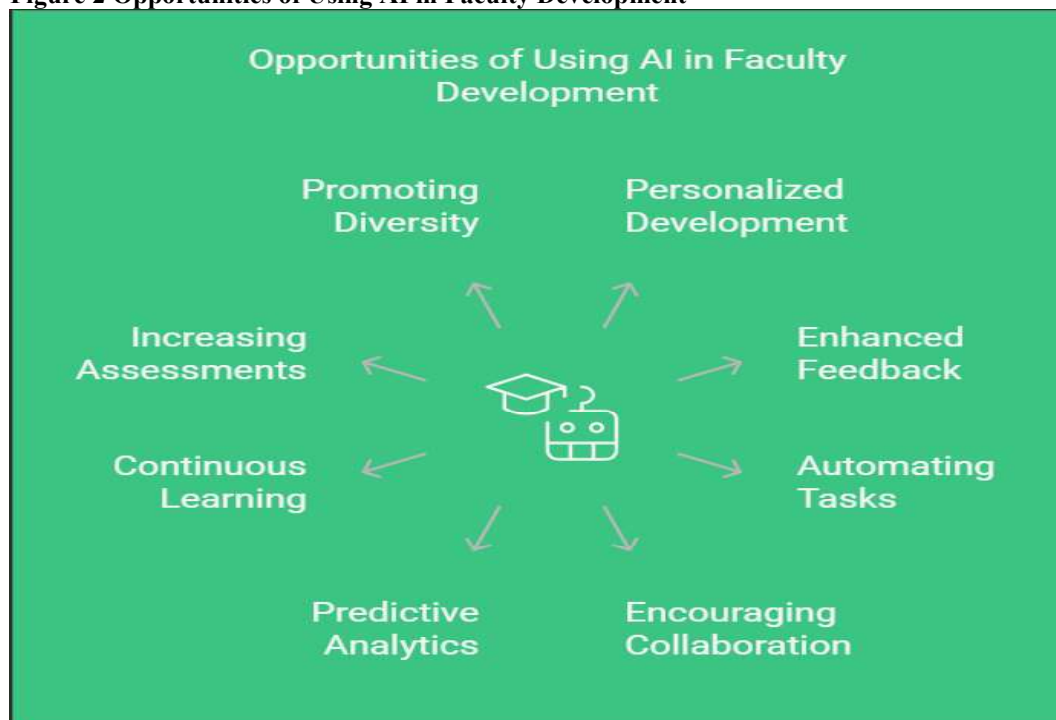 Figure 2 Opportunities of Using AI in Faculty Development
Opportunities of Using AI in Faculty
Development
Promoting
Diversity
Personalized
Development
Increasing
Assessments
Enhanced
Feedback
Continuous
Learning
Automating
Tasks
Predictive
Analytics
Encouraging
Collaboration